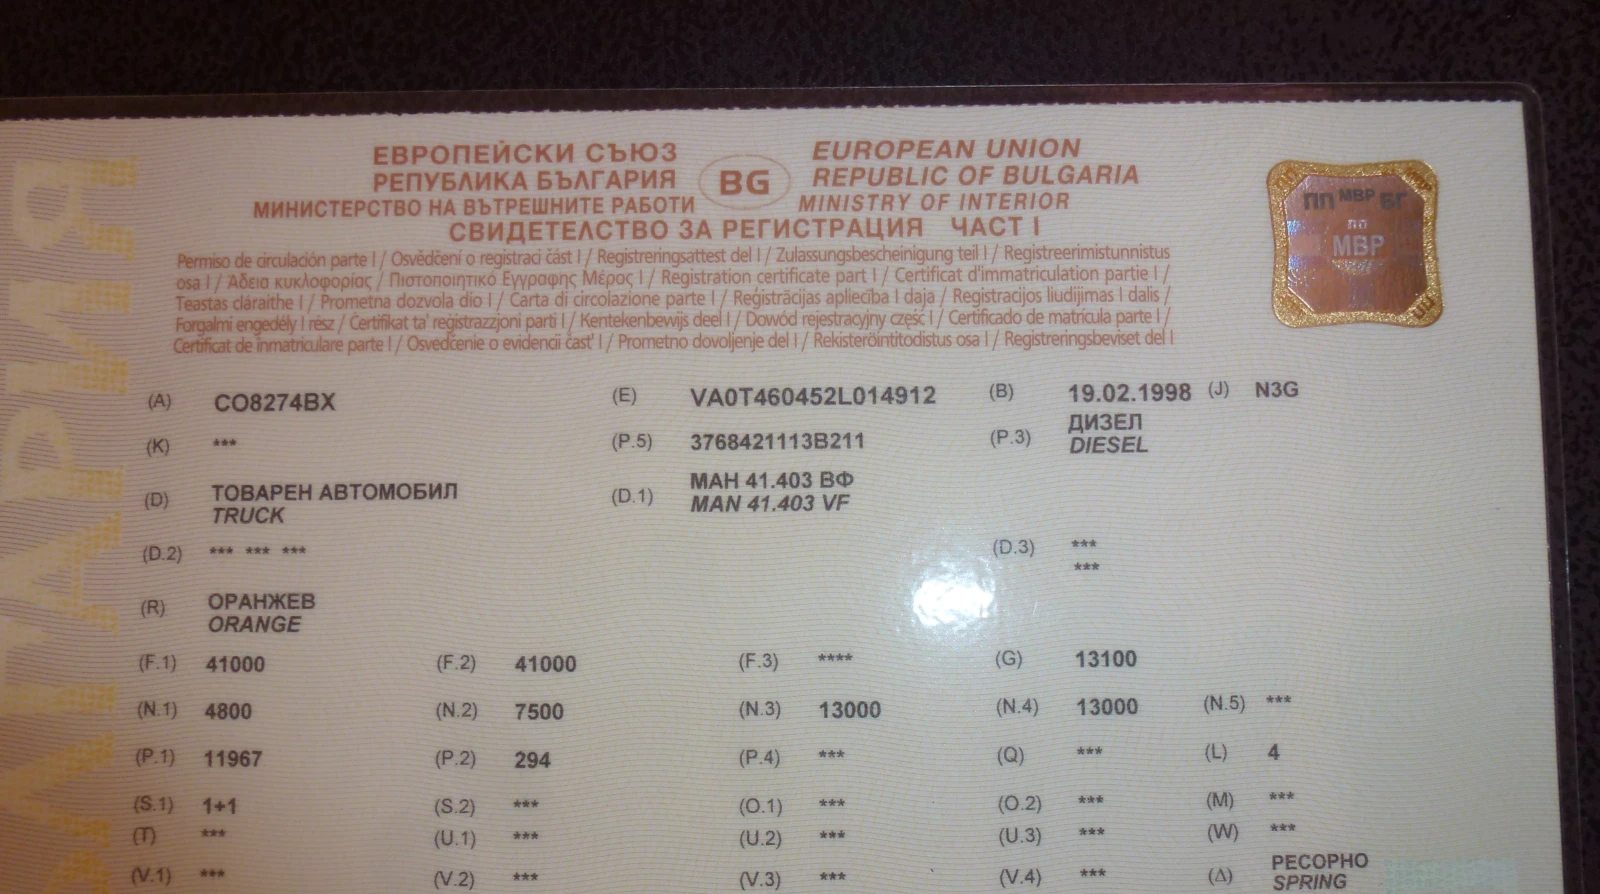 ЕВРОПЕЙСКИ СЪЮЗ EUROPEAN UNION
РЕПУБЛИКА БЪЛГАРИЯ BG REPUBLIC OF BULGARIA
МИНИСТЕРСТВО НА ВЪТРЕШНИТЕ РАБОТИ MINISTRY OF INTERIOR
СВИДЕТЕЛСТВО ЗА РЕГИСТРАЦИЯ ЧАСТ I
ПП МВР БГ
ПП
МВР
Permiso de circulación parte I / Osvědčení o registraci část I / Registreringsattest del I / Zulassungsbescheinigung teil I / Registreerimistunnistus
osa I / Άδεια κυκλοφορίας / Πιστοποιητικό Εγγραφης Μέρος I / Registration certificate part I / Certificat d'immatriculation partie I /
Teastas cláraithe I / Prometna dozvola dio I / Carta di circolazione parte I / Reģistrācijas apliecība I daja / Registracijos liudijimas I dalis /
Forgalmi engedély I rész / Ċertifikat ta' reġistrazzjoni parti I / Kentekenbewijs deel I / Dowód rejestracyjny część I / Certificado de matrícula parte I /
Certificat de înmatriculare parte I / Osvedčenie o evidencii časť I / Prometno dovoljenje del I / Rekisteröintitodistus osa I / Registreringsbeviset del I
(A) CO8274BX (E) VA0T460452L014912 (B) 19.02.1998 (J) N3G
(K) *** (P.5) 3768421113B211 (P.3) ДИЗЕЛ
DIESEL
(D) ТОВАРЕН АВТОМОБИЛ (D.1) МАН 41.403 ВФ
TRUCK MAN 41.403 VF
(D.2) *** *** *** (D.3) ***
***
(R) ОРАНЖЕВ
ORANGE
(F.1) 41000 (F.2) 41000 (F.3) **** (G) 13100
(N.1) 4800 (N.2) 7500 (N.3) 13000 (N.4) 13000 (N.5) ***
(P.1) 11967 (P.2) 294 (P.4) *** (Q) *** (L) 4
(S.1) 1+1 (S.2) *** (O.1) *** (O.2) *** (M) ***
(T) *** (U.1) *** (U.2) *** (U.3) *** (W) ***
(V.1) *** (V.2) *** (V.3) *** (V.4) *** (Δ) РЕСОРНО
SPRING